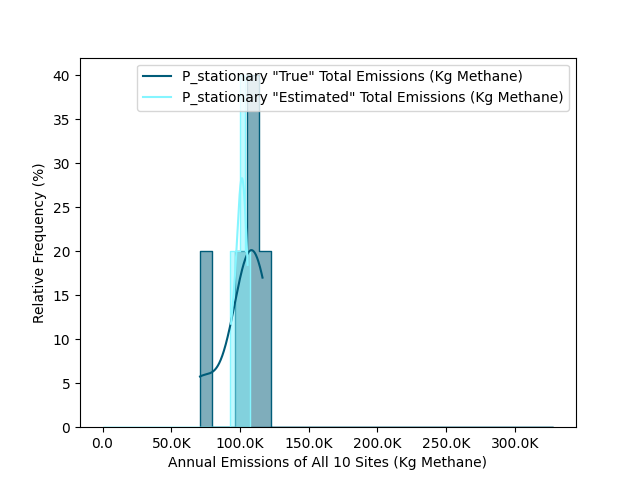 P_stationary "True" Total Emissions (Kg Methane)
P_stationary "Estimated" Total Emissions (Kg Methane)
40
35
30
25
20
15
10
5
0
Relative Frequency (%)
0.0 50.0K 100.0K 150.0K 200.0K 250.0K 300.0K
Annual Emissions of All 10 Sites (Kg Methane)